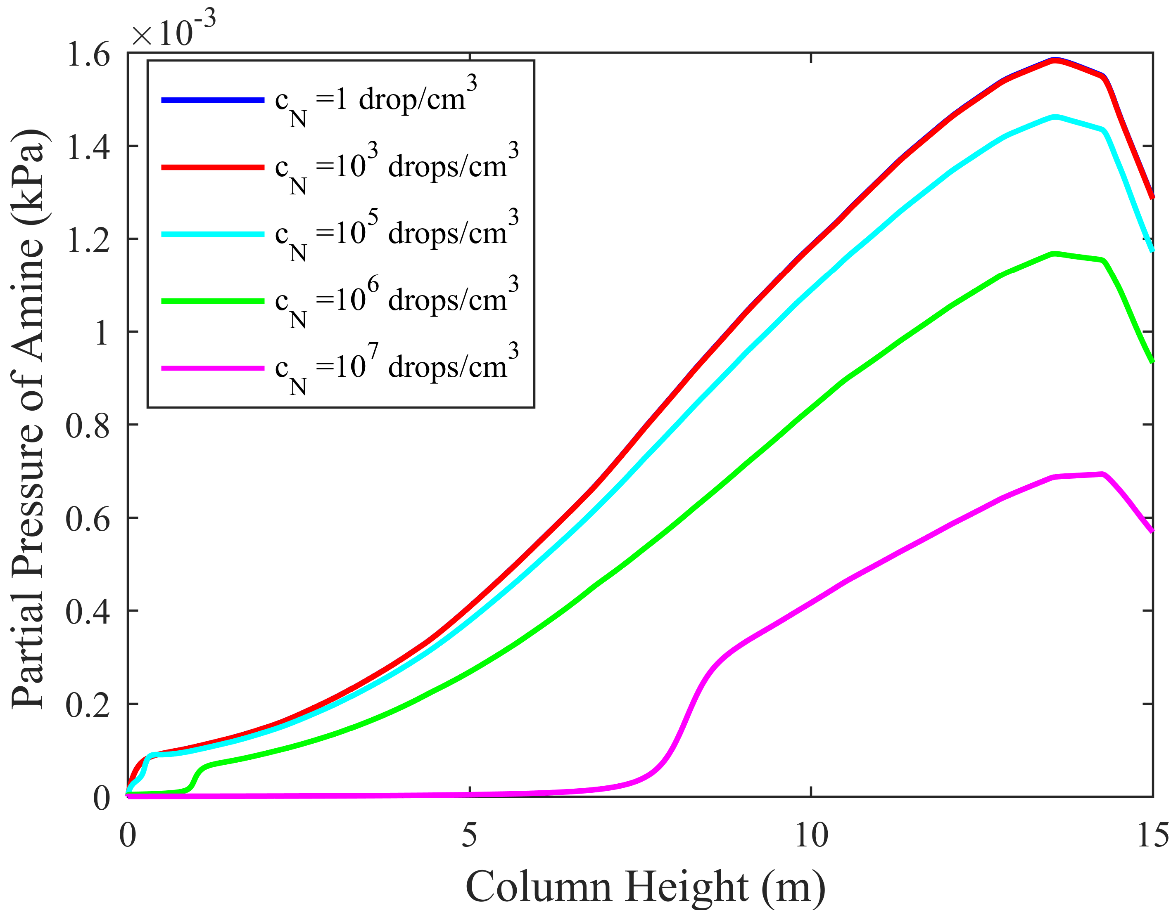 ×10⁻³
1.6
1.4
1.2
1
0.8
0.6
0.4
0.2
0
Partial Pressure of Amine (kPa)
c_N =1 drop/cm³
c_N =10³ drops/cm³
c_N =10⁵ drops/cm³
c_N =10⁶ drops/cm³
c_N =10⁷ drops/cm³
0 5 10 15
Column Height (m)